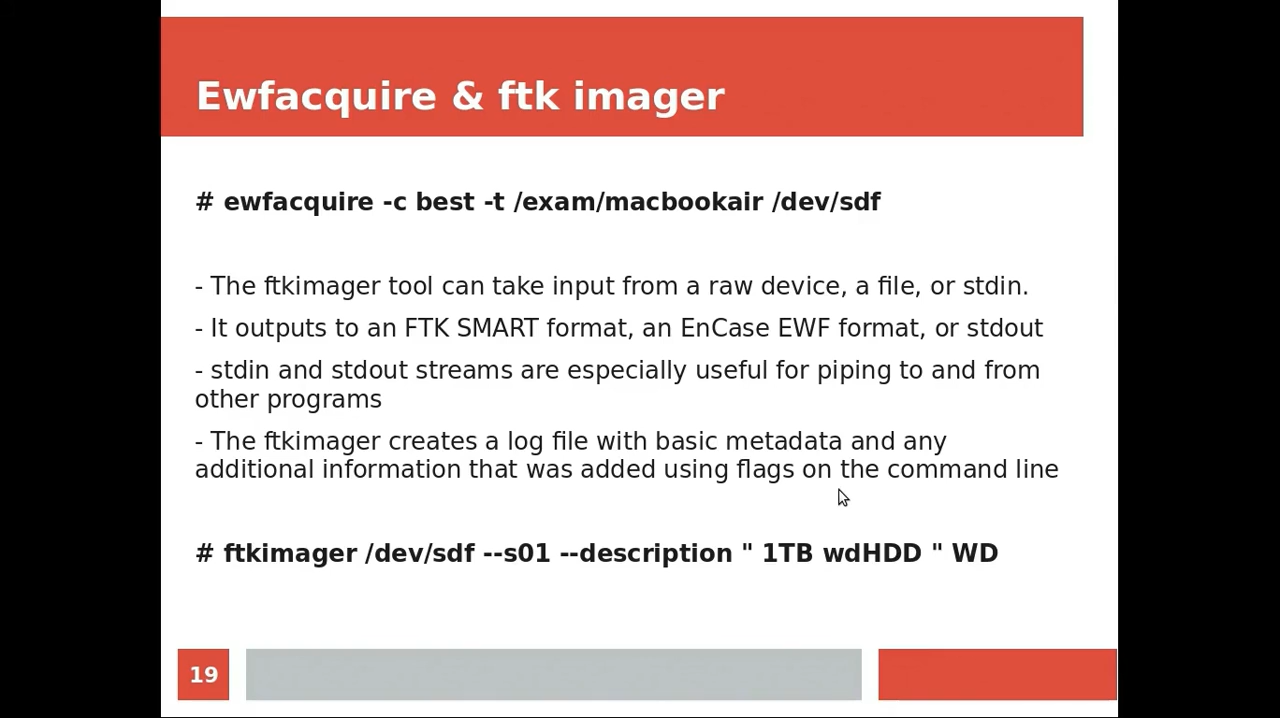 Ewfacquire & ftk imager
# ewfacquire -c best -t /exam/macbookair /dev/sdf
- The ftkimager tool can take input from a raw device, a file, or stdin.
- It outputs to an FTK SMART format, an EnCase EWF format, or stdout
- stdin and stdout streams are especially useful for piping to and from
other programs
- The ftkimager creates a log file with basic metadata and any
additional information that was added using flags on the command line
# ftkimager /dev/sdf --s01 --description " 1TB wdHDD " WD
19